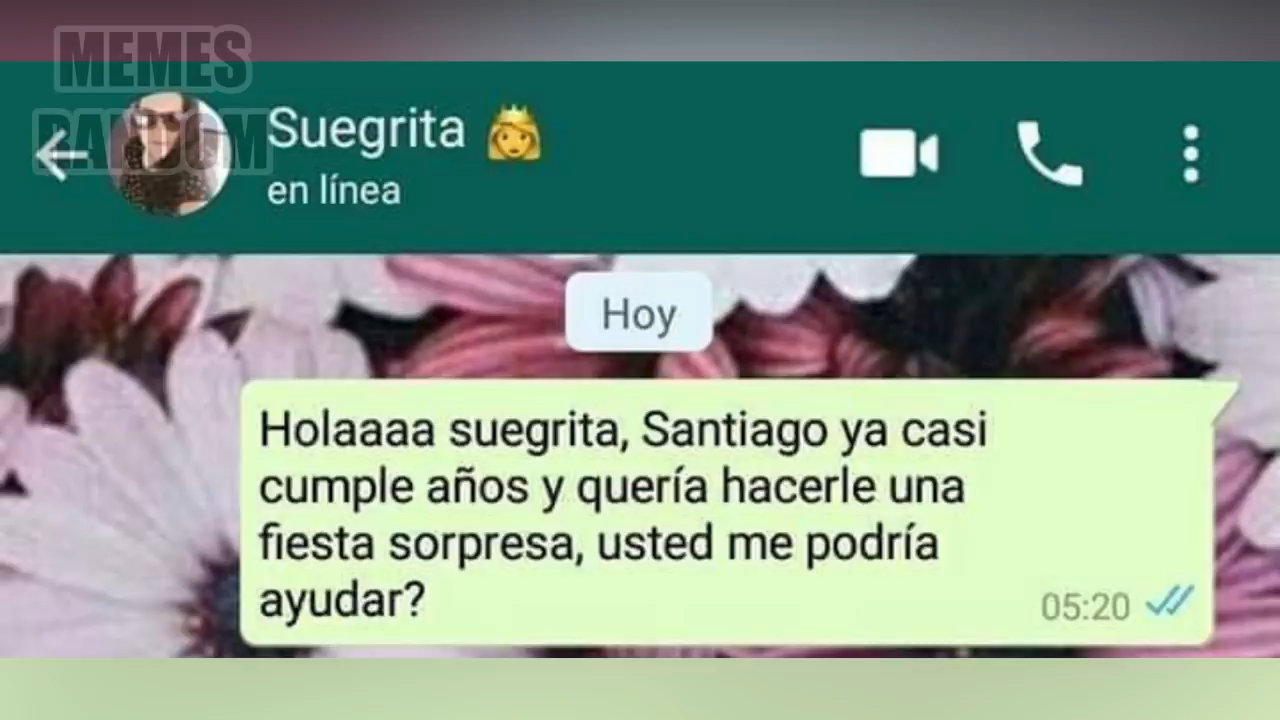 MEMES
RANDOM
Suegrita
en línea
Hoy
Holaaaa suegrita, Santiago ya casi
cumple años y quería hacerle una
fiesta sorpresa, usted me podría
ayudar?
05:20